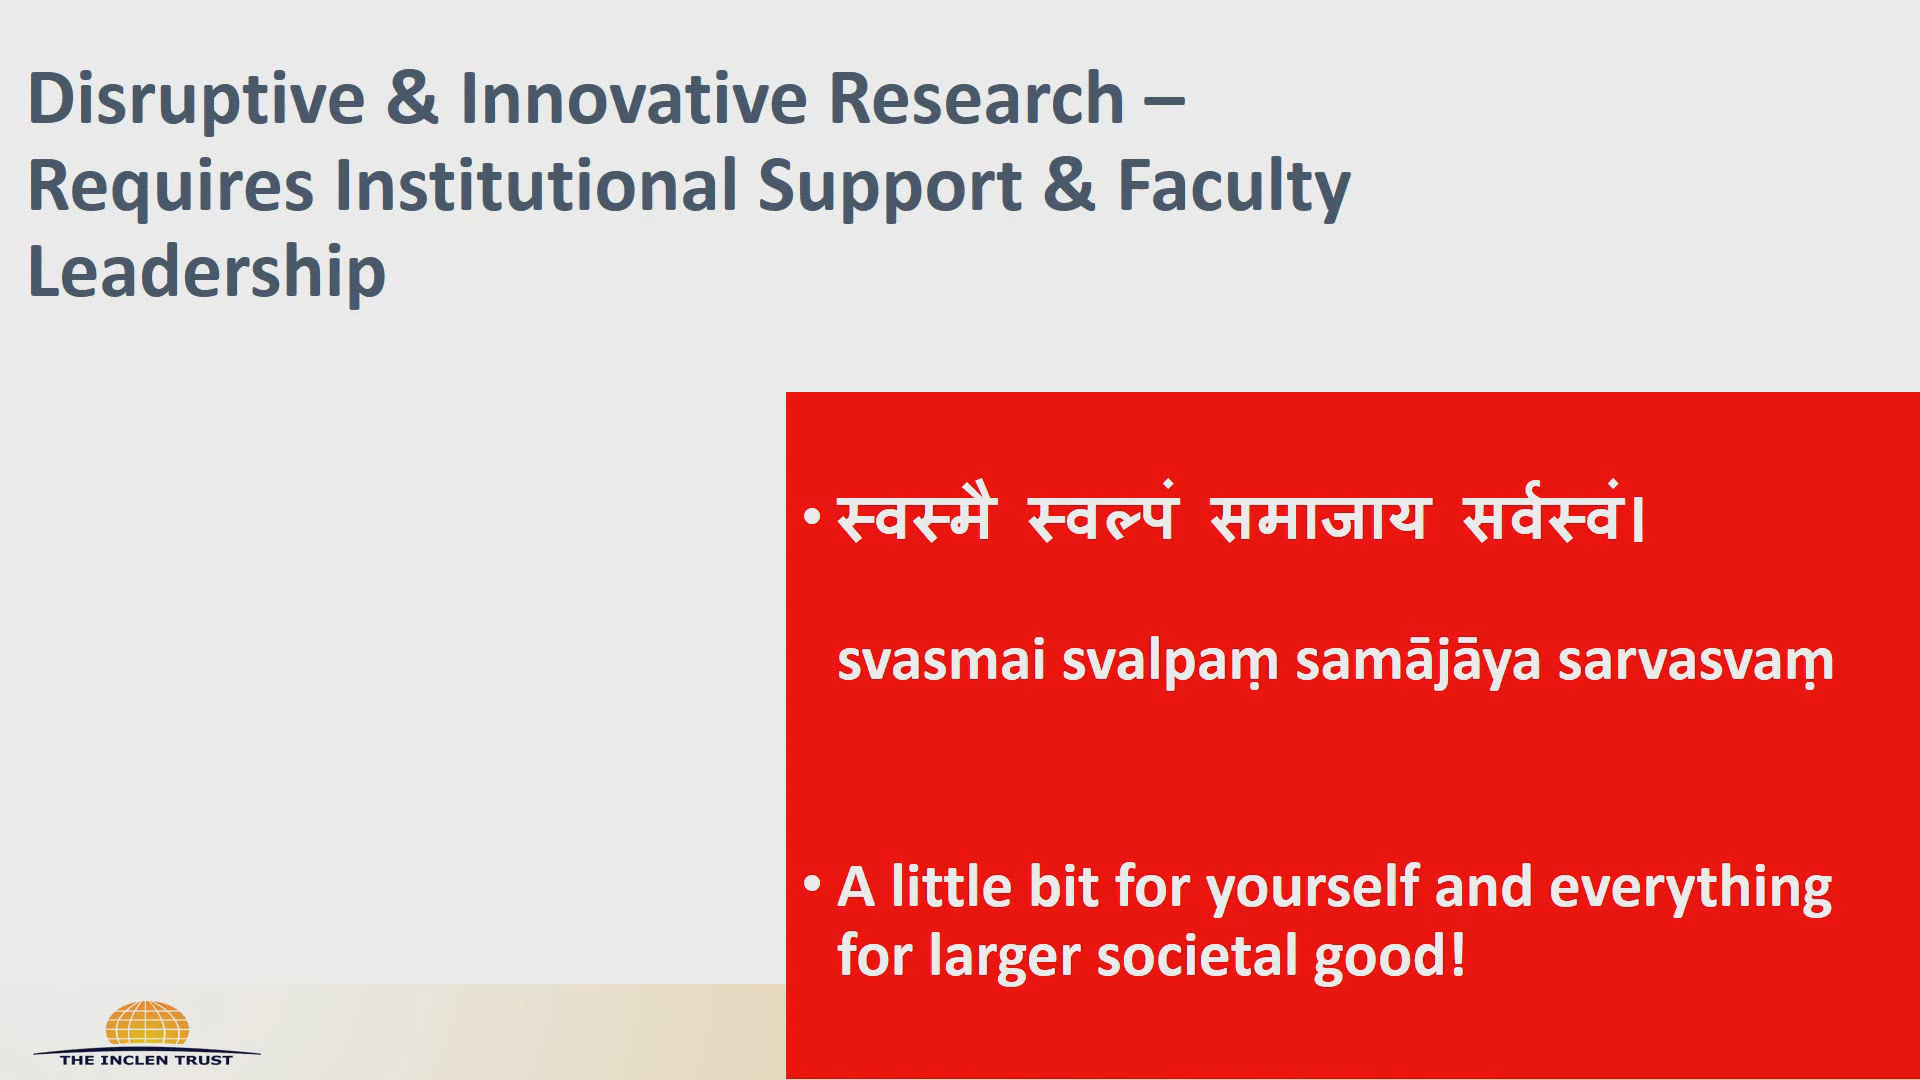 Disruptive & Innovative Research –
Requires Institutional Support & Faculty
Leadership
• स्वस्मै स्वल्पं समाजाय सर्वस्वं।
svasmai svalpaṃ samājāya sarvasvaṃ
• A little bit for yourself and everything
for larger societal good!
THE INCLEN TRUST